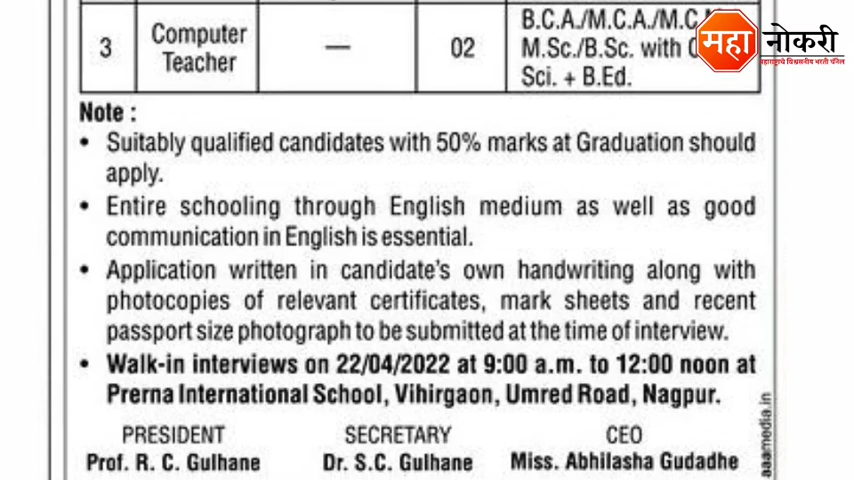 B.C.A./M.C.A./M.C.M.
3 Computer Teacher — 02 M.Sc./B.Sc. with
Sci. + B.Ed.
महा नोकरी
महाराष्ट्राचे विश्वसनीय भरती चॅनेल
Note :
• Suitably qualified candidates with 50% marks at Graduation should
apply.
• Entire schooling through English medium as well as good
communication in English is essential.
• Application written in candidate's own handwriting along with
photocopies of relevant certificates, mark sheets and recent
passport size photograph to be submitted at the time of interview.
• Walk-in interviews on 22/04/2022 at 9:00 a.m. to 12:00 noon at
Prerna International School, Vihirgaon, Umred Road, Nagpur.
PRESIDENT SECRETARY CEO
Prof. R. C. Gulhane Dr. S.C. Gulhane Miss. Abhilasha Gudadhe
aaamedia.in